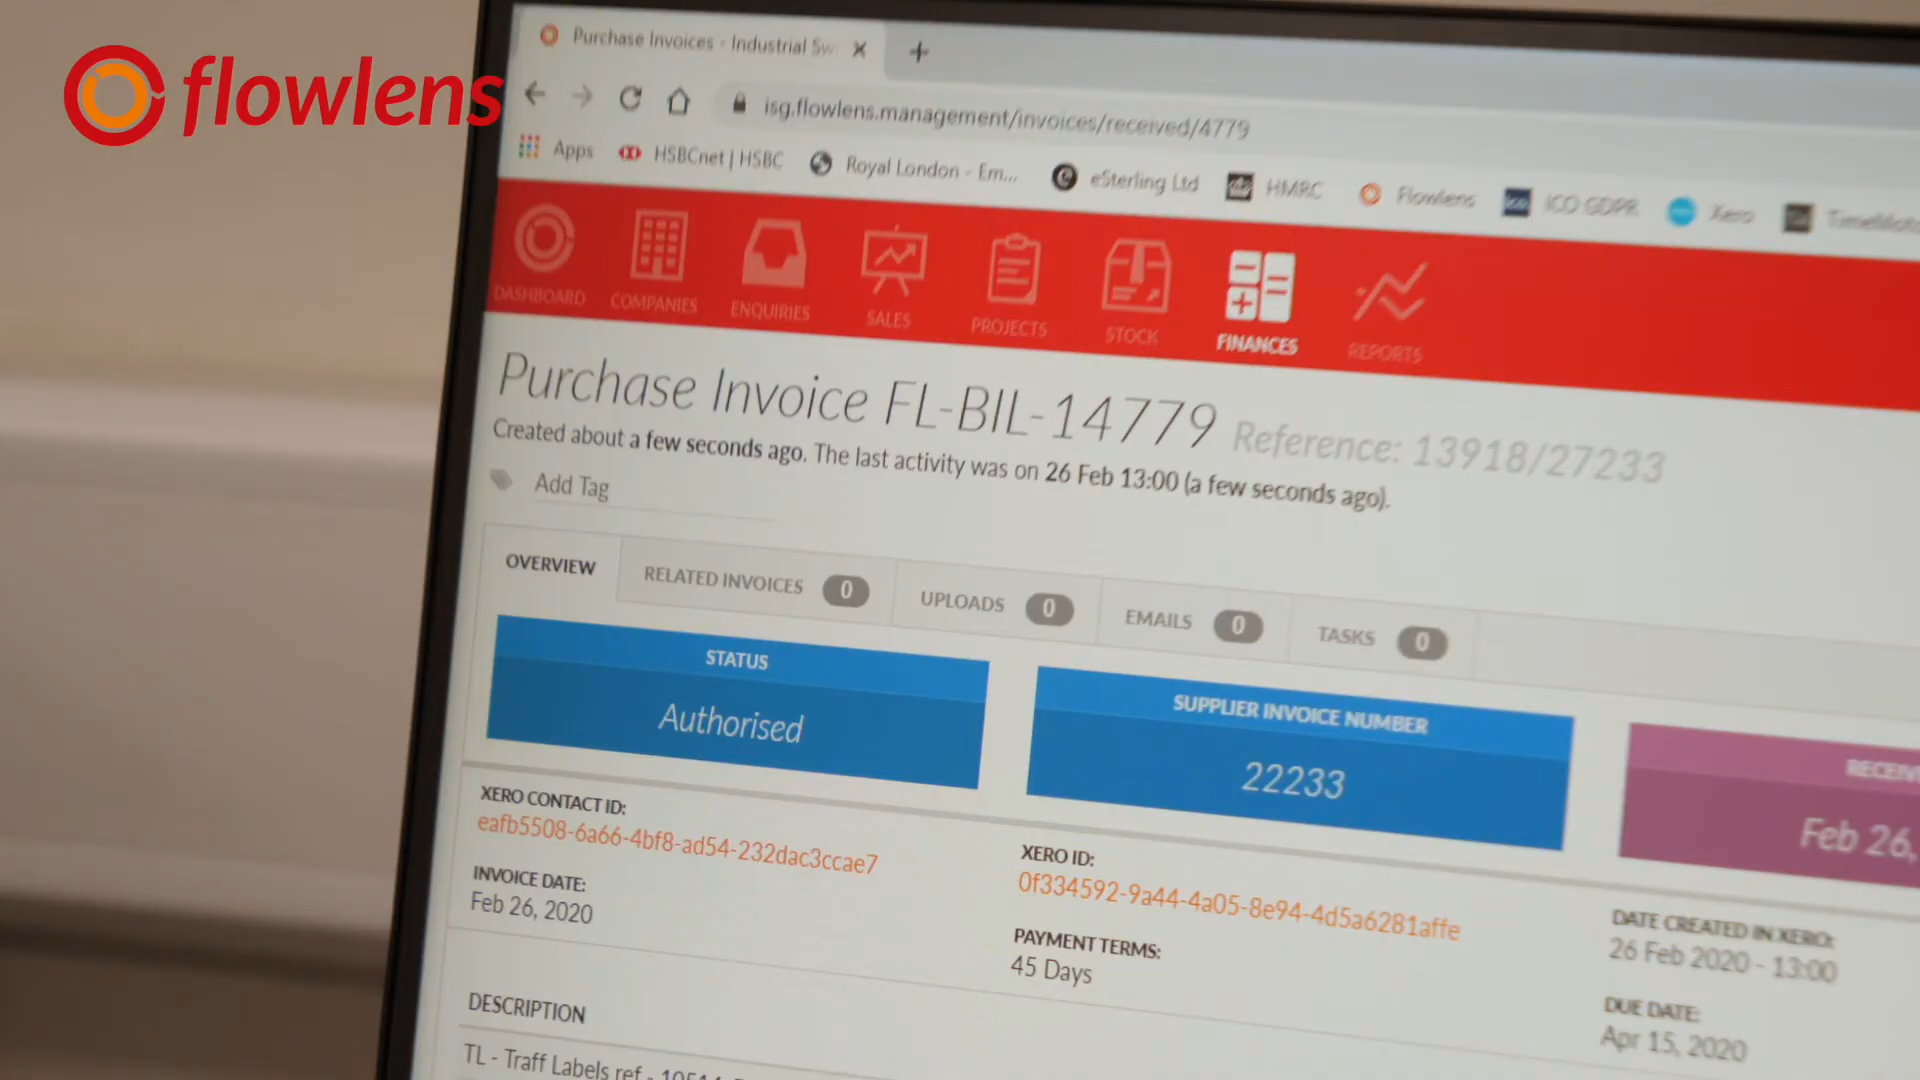 flowlens
Purchase Invoices - Industrial Sw
isg.flowlens.management/invoices/received/4779
Apps HSBCnet | HSBC Royal London - Em... eSterling Ltd HMRC Flowlens ICO GDPR Xero TimeMoto
DASHBOARD COMPANIES ENQUIRIES SALES PROJECTS STOCK FINANCES REPORTS
Purchase Invoice FL-BIL-14779 Reference: 13918/27233
Created about a few seconds ago. The last activity was on 26 Feb 13:00 (a few seconds ago).
Add Tag
OVERVIEW RELATED INVOICES 0 UPLOADS 0 EMAILS 0 TASKS 0
STATUS
Authorised
SUPPLIER INVOICE NUMBER
22233
Feb 26,
XERO CONTACT ID:
eafb5508-6a66-4bf8-ad54-232dac3ccae7
XERO ID:
0f334592-9a44-4a05-8e94-4d5a6281affe
DATE CREATED IN XERO:
26 Feb 2020 - 13:00
INVOICE DATE:
Feb 26, 2020
PAYMENT TERMS:
45 Days
DUE DATE:
Apr 15, 2020
DESCRIPTION
TL - Traff Labels ref -